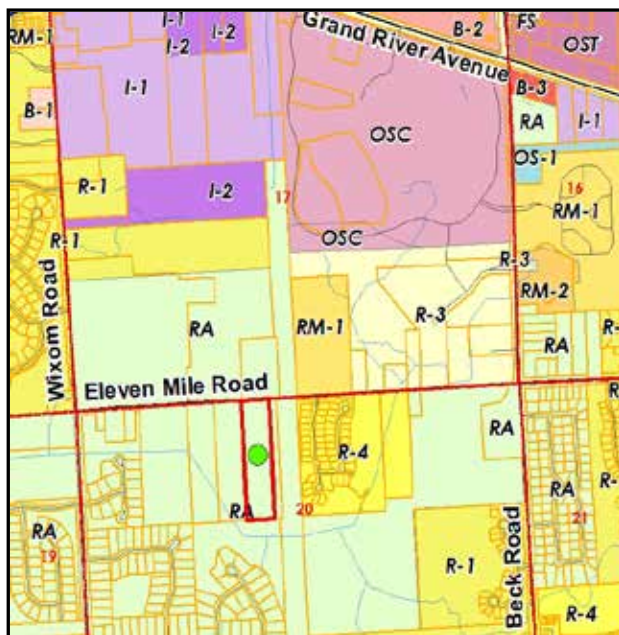 I-1
I-2
FS
RM-1
I-2
Grand River Avenue
B-2
OST
I-1
B-3
B-1
OSC
RA
I-1
OS-1
R-1
I-2
17
16
RM-1
OSC
R-1
R-3
RM-2
RM-1
R-3
RA
RA
R-
Wixom Road
Eleven Mile Road
R
R-4
RA
RA
RA
20
RA
19
21
R-1
Beck Road
R-4